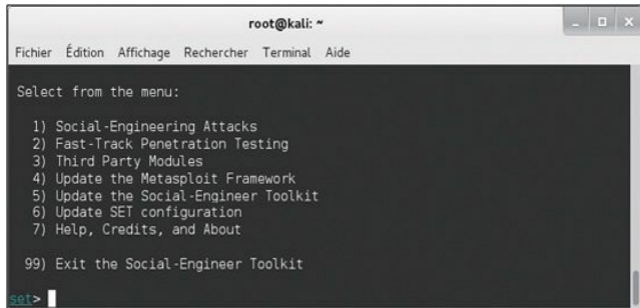 root@kali: ~
Fichier Édition Affichage Rechercher Terminal Aide
Select from the menu:
1) Social-Engineering Attacks
2) Fast-Track Penetration Testing
3) Third Party Modules
4) Update the Metasploit Framework
5) Update the Social-Engineer Toolkit
6) Update SET configuration
7) Help, Credits, and About
99) Exit the Social-Engineer Toolkit
set>